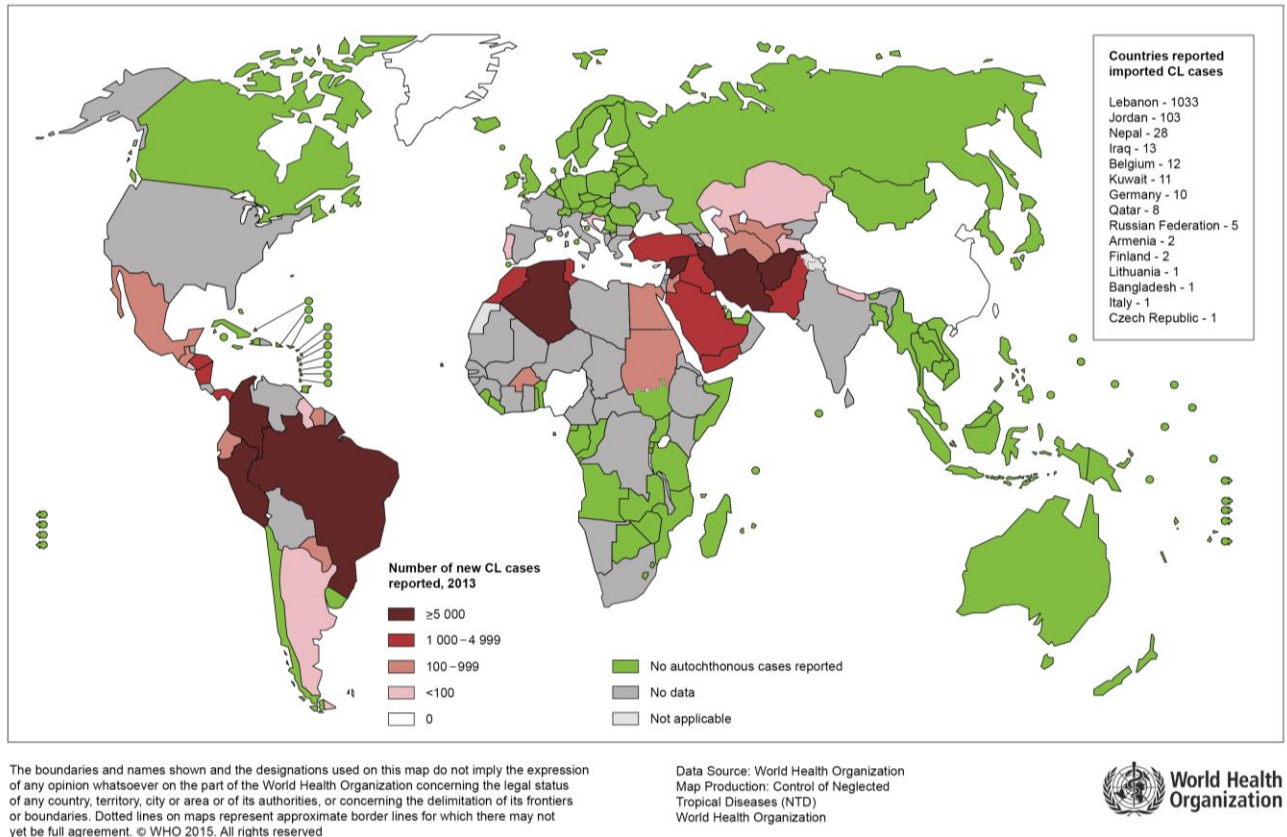 Countries reported
imported CL cases
Lebanon - 1033
Jordan - 103
Nepal - 28
Iraq - 13
Belgium - 12
Kuwait - 11
Germany - 10
Qatar - 8
Russian Federation - 5
Armenia - 2
Finland - 2
Lithuania - 1
Bangladesh - 1
Italy - 1
Czech Republic - 1
Number of new CL cases
reported, 2013
≥5 000
1 000–4 999
100–999
<100
0
No autochthonous cases reported
No data
Not applicable
The boundaries and names shown and the designations used on this map do not imply the expression
of any opinion whatsoever on the part of the World Health Organization concerning the legal status
of any country, territory, city or area or of its authorities, or concerning the delimitation of its frontiers
or boundaries. Dotted lines on maps represent approximate border lines for which there may not
yet be full agreement. © WHO 2015. All rights reserved
Data Source: World Health Organization
Map Production: Control of Neglected
Tropical Diseases (NTD)
World Health Organization
World Health
Organization